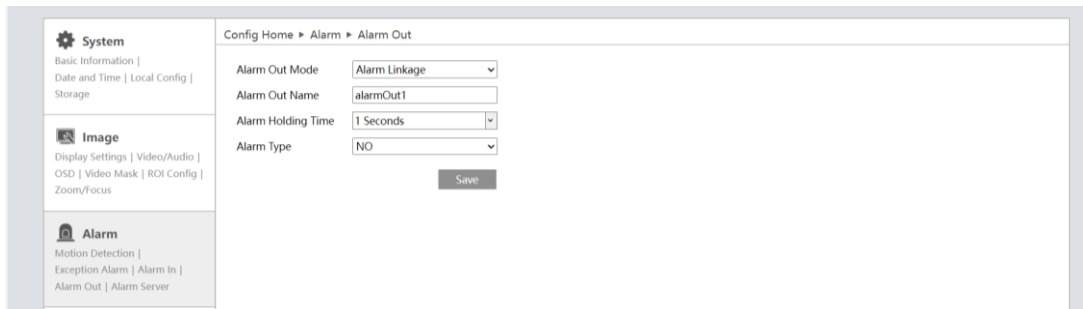 System
Basic Information |
Date and Time | Local Config |
Storage
Image
Display Settings | Video/Audio |
OSD | Video Mask | ROI Config |
Zoom/Focus
Alarm
Motion Detection |
Exception Alarm | Alarm In |
Alarm Out | Alarm Server
Config Home ▶ Alarm ▶ Alarm Out
Alarm Out Mode Alarm Linkage
Alarm Out Name alarmOut1
Alarm Holding Time 1 Seconds
Alarm Type NO
Save